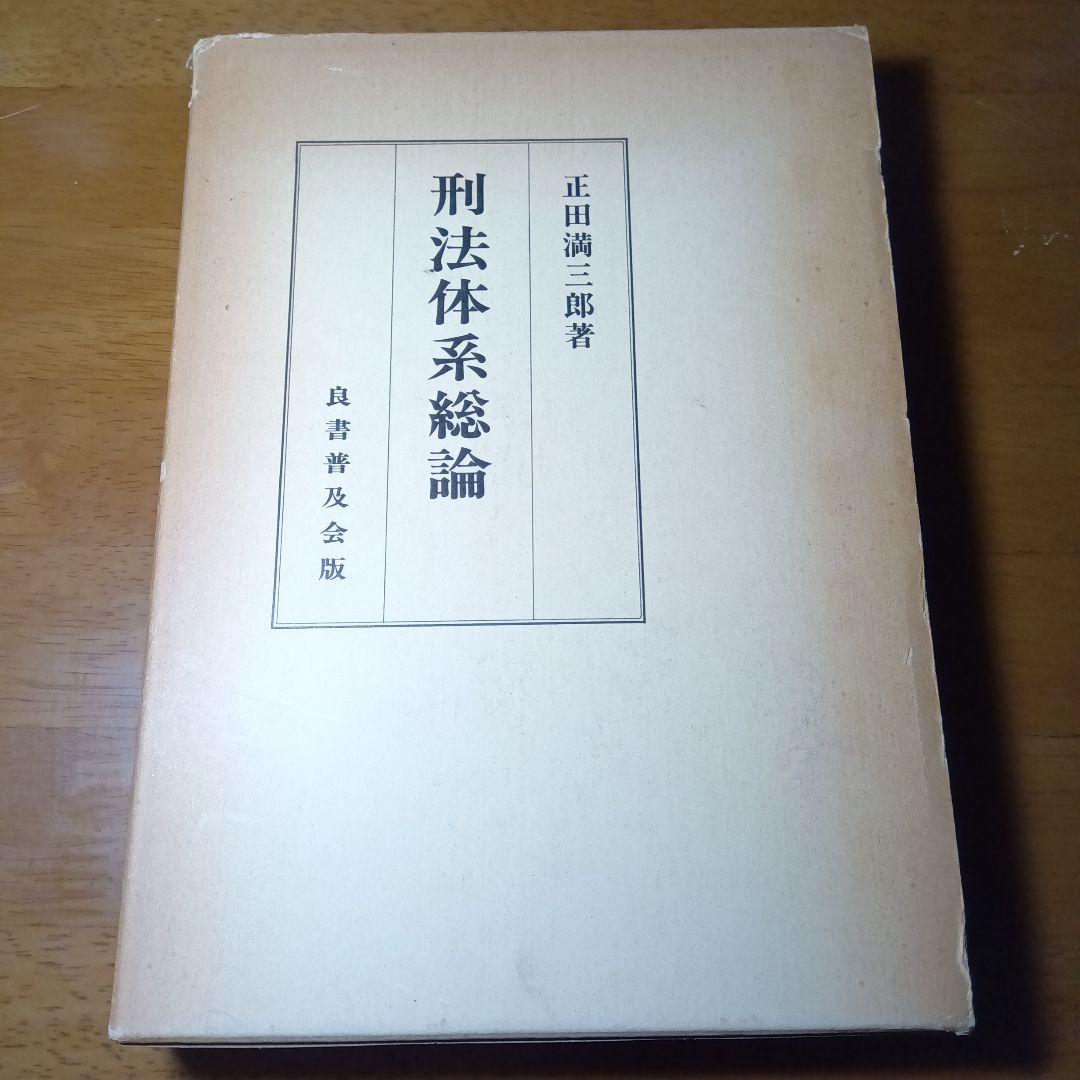 正田満三郎著
刑法体系総論
良書普及会版